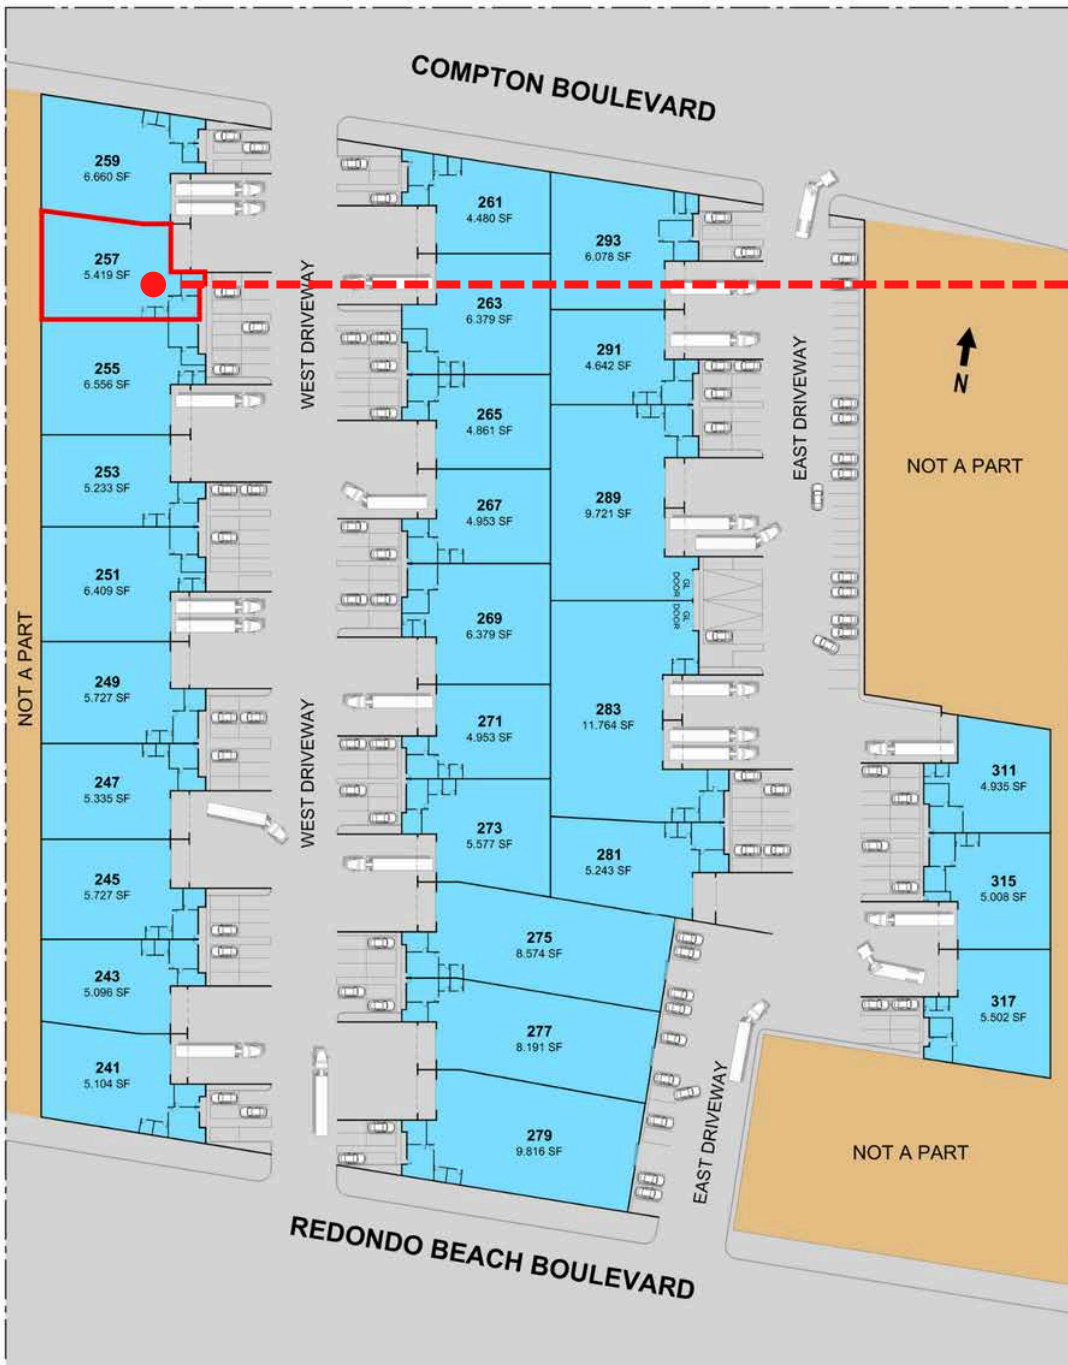 COMPTON BOULEVARD
259
6.660 SF
257
5.419 SF
255
6.556 SF
253
5.233 SF
251
6.409 SF
249
5.727 SF
247
5.335 SF
245
5.727 SF
243
5.096 SF
241
5.104 SF
NOT A PART
WEST DRIVEWAY
WEST DRIVEWAY
261
4.480 SF
263
6.379 SF
265
4.861 SF
267
4.953 SF
269
6.379 SF
271
4.953 SF
273
5.577 SF
275
8.574 SF
277
8.191 SF
279
9.816 SF
293
6.078 SF
291
4.642 SF
289
9.721 SF
GL
DOOR
GL
DOOR
283
11.764 SF
281
5.243 SF
EAST DRIVEWAY
EAST DRIVEWAY
N
NOT A PART
311
4.935 SF
315
5.008 SF
317
5.502 SF
NOT A PART
REDONDO BEACH BOULEVARD